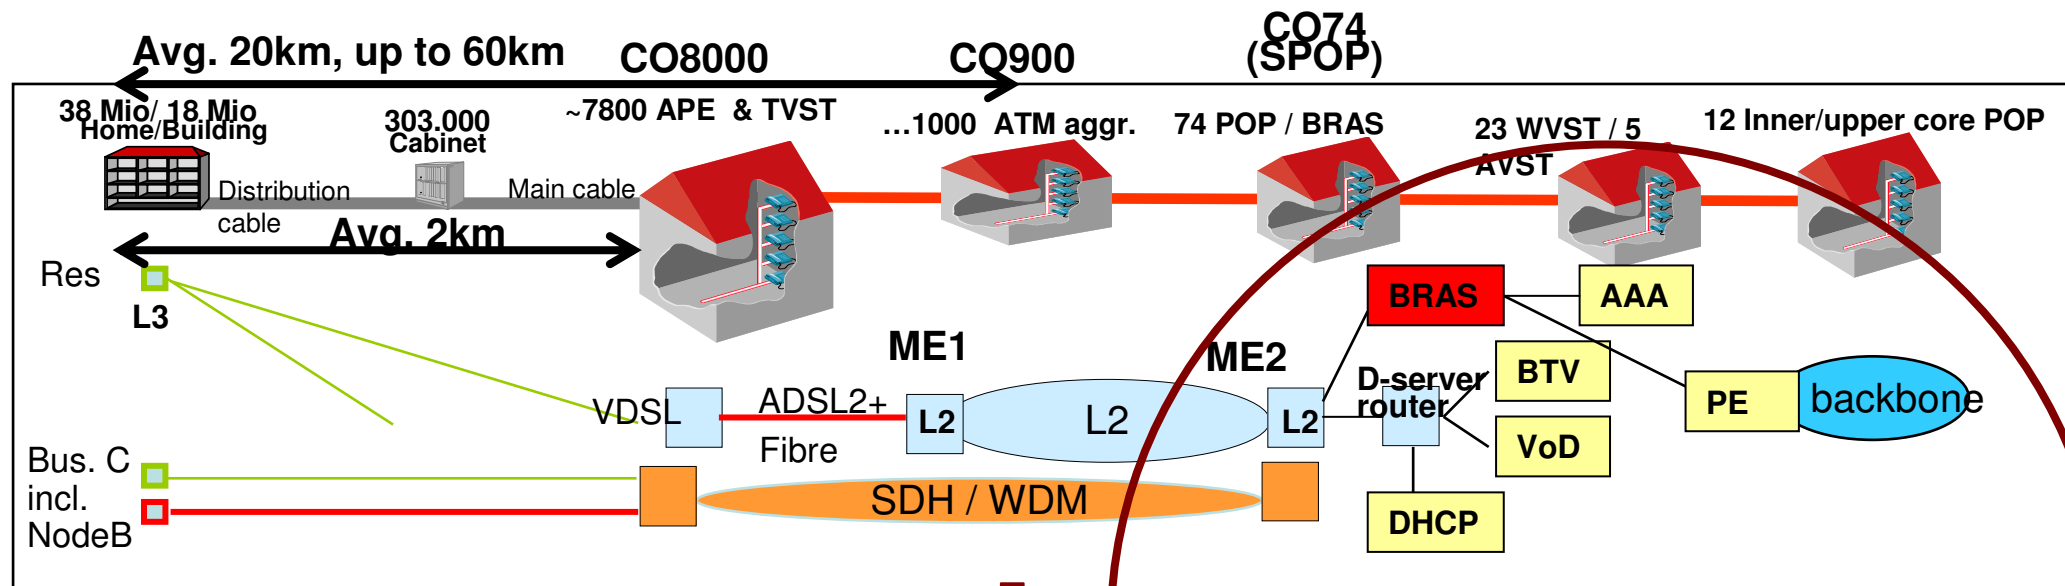 Avg. 20km, up to 60km
CO8000
CO900
CO74
(SPOP)
38 Mio/ 18 Mio
Home/Building
303.000
Cabinet
~7800 APE & TVST
...1000 ATM aggr.
74 POP / BRAS
23 WVST / 5
AVST
12 Inner/upper core POP
Distribution
cable
Main cable
Avg. 2km
Res
L3
ME1
ME2
BRAS
AAA
BTV
D-server
router
VDSL
ADSL2+
Fibre
L2
L2
L2
VoD
PE
backbone
Bus. C
incl.
NodeB
SDH / WDM
DHCP